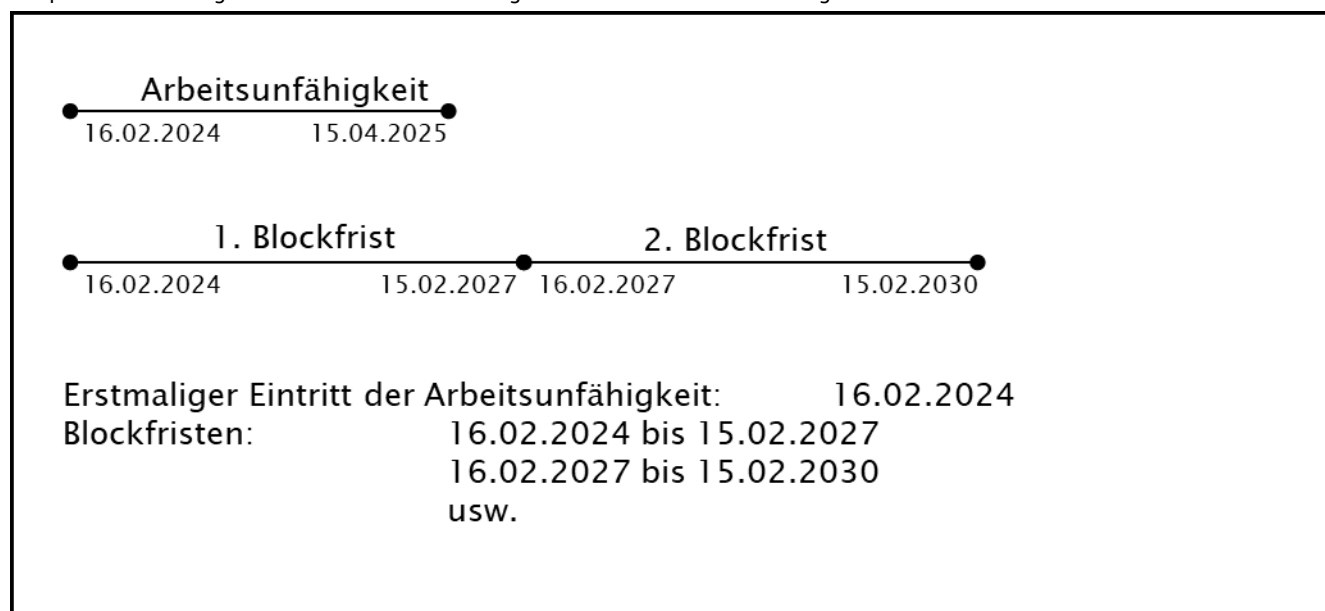 Arbeitsunfähigkeit
16.02.2024 15.04.2025
1. Blockfrist 2. Blockfrist
16.02.2024 15.02.2027 16.02.2027 15.02.2030
Erstmaliger Eintritt der Arbeitsunfähigkeit: 16.02.2024
Blockfristen: 16.02.2024 bis 15.02.2027
16.02.2027 bis 15.02.2030
usw.